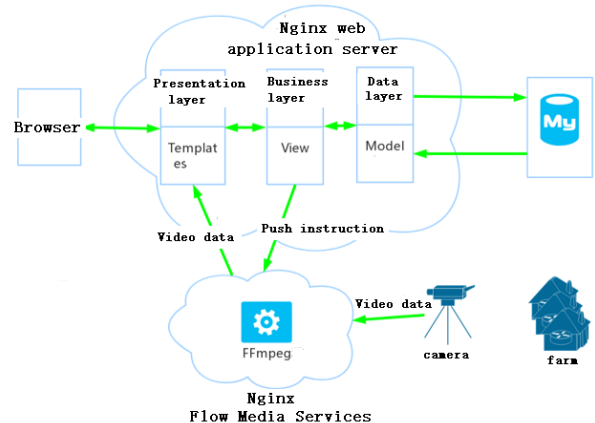 Nginx web
application server
Presentation
layer
Business
layer
Data
layer
Browser
Templat
es
View
Model
My
Video data
Push instruction
FFmpeg
Video data
camera
farm
Nginx
Flow Media Services